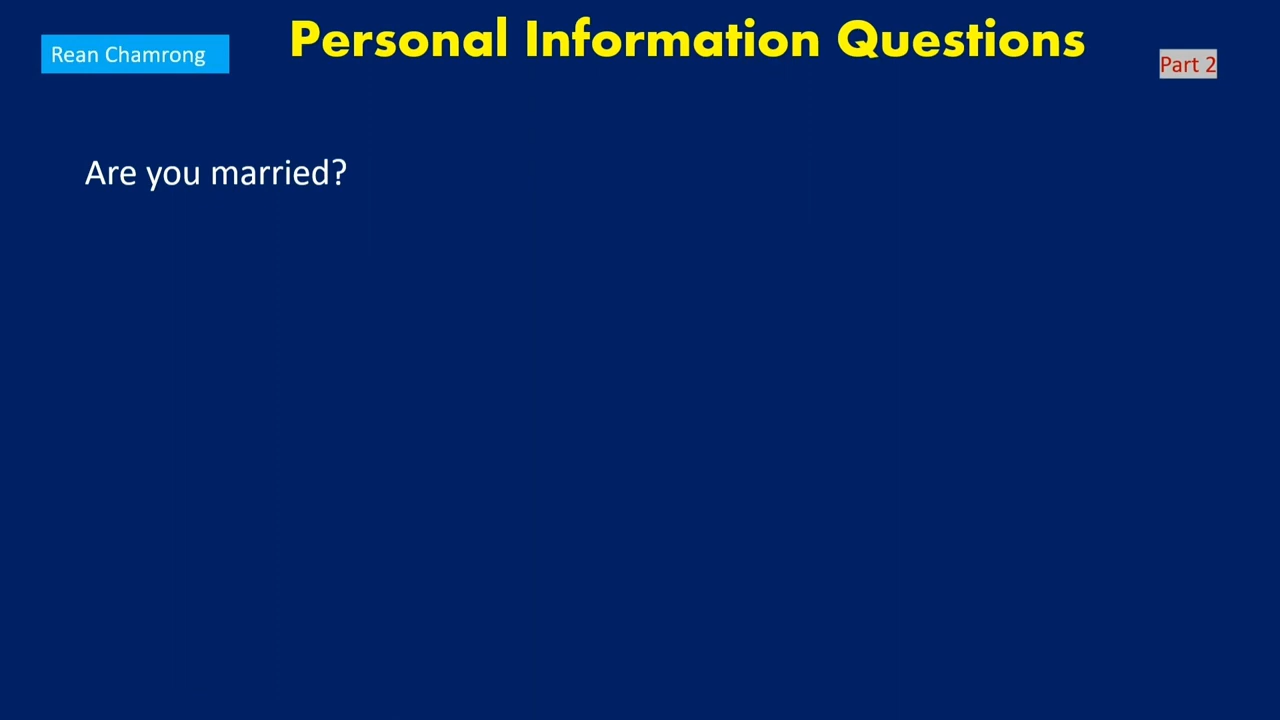 Personal Information Questions
Rean Chamrong
Part 2
Are you married?